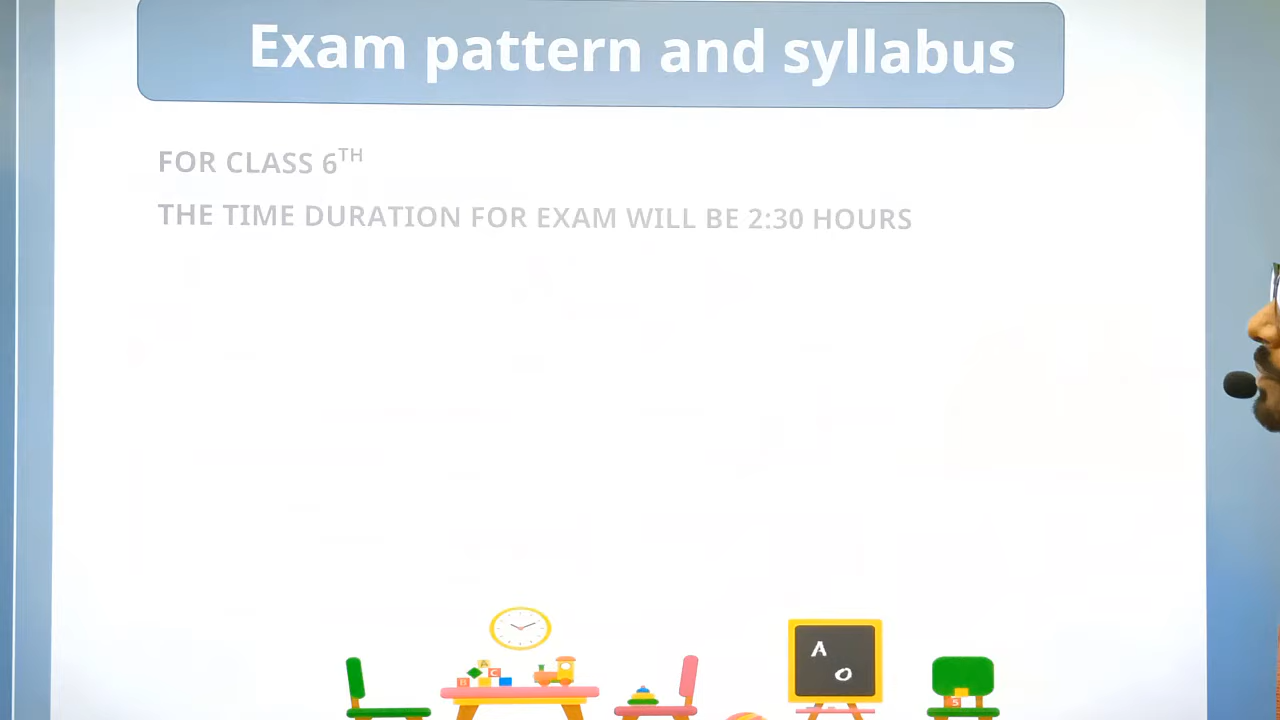 Exam pattern and syllabus
FOR CLASS 6TH
THE TIME DURATION FOR EXAM WILL BE 2:30 HOURS
A
B C
A
O
S